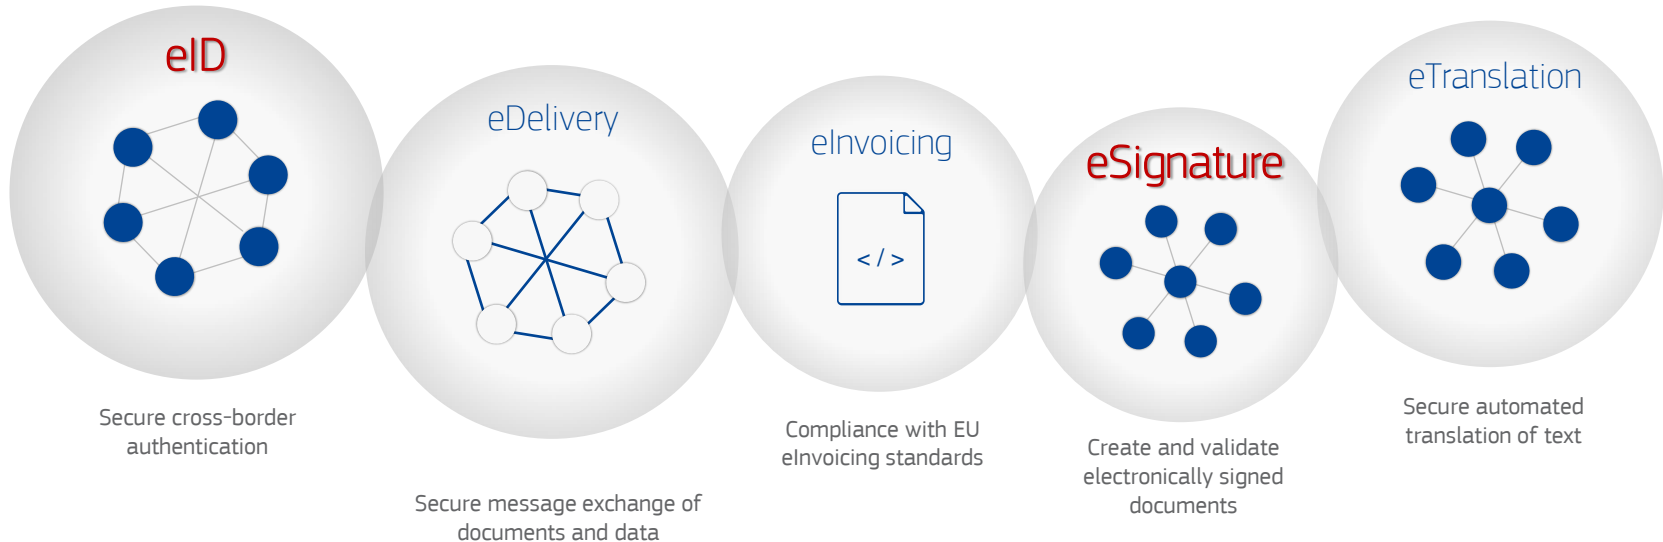 eID
Secure cross-border
authentication
eDelivery
Secure message exchange of
documents and data
eInvoicing
< / >
Compliance with EU
eInvoicing standards
eSignature
Create and validate
electronically signed
documents
eTranslation
Secure automated
translation of text